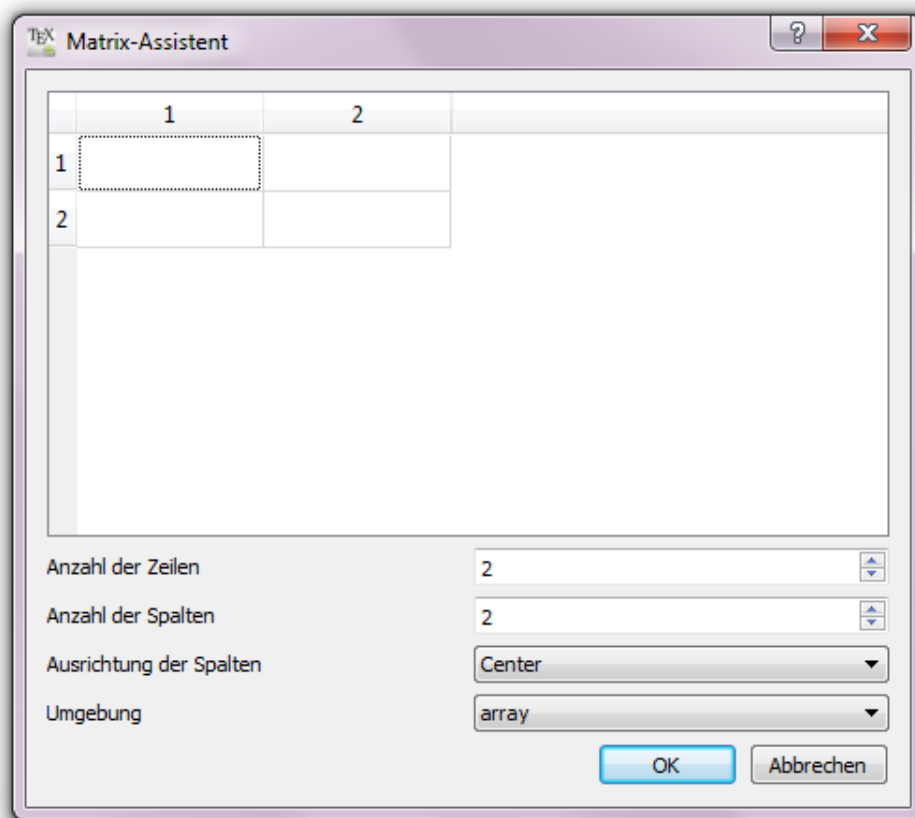 TEX Matrix-Assistent ?
1 2
1
2
Anzahl der Zeilen 2
Anzahl der Spalten 2
Ausrichtung der Spalten Center
Umgebung array
OK Abbrechen